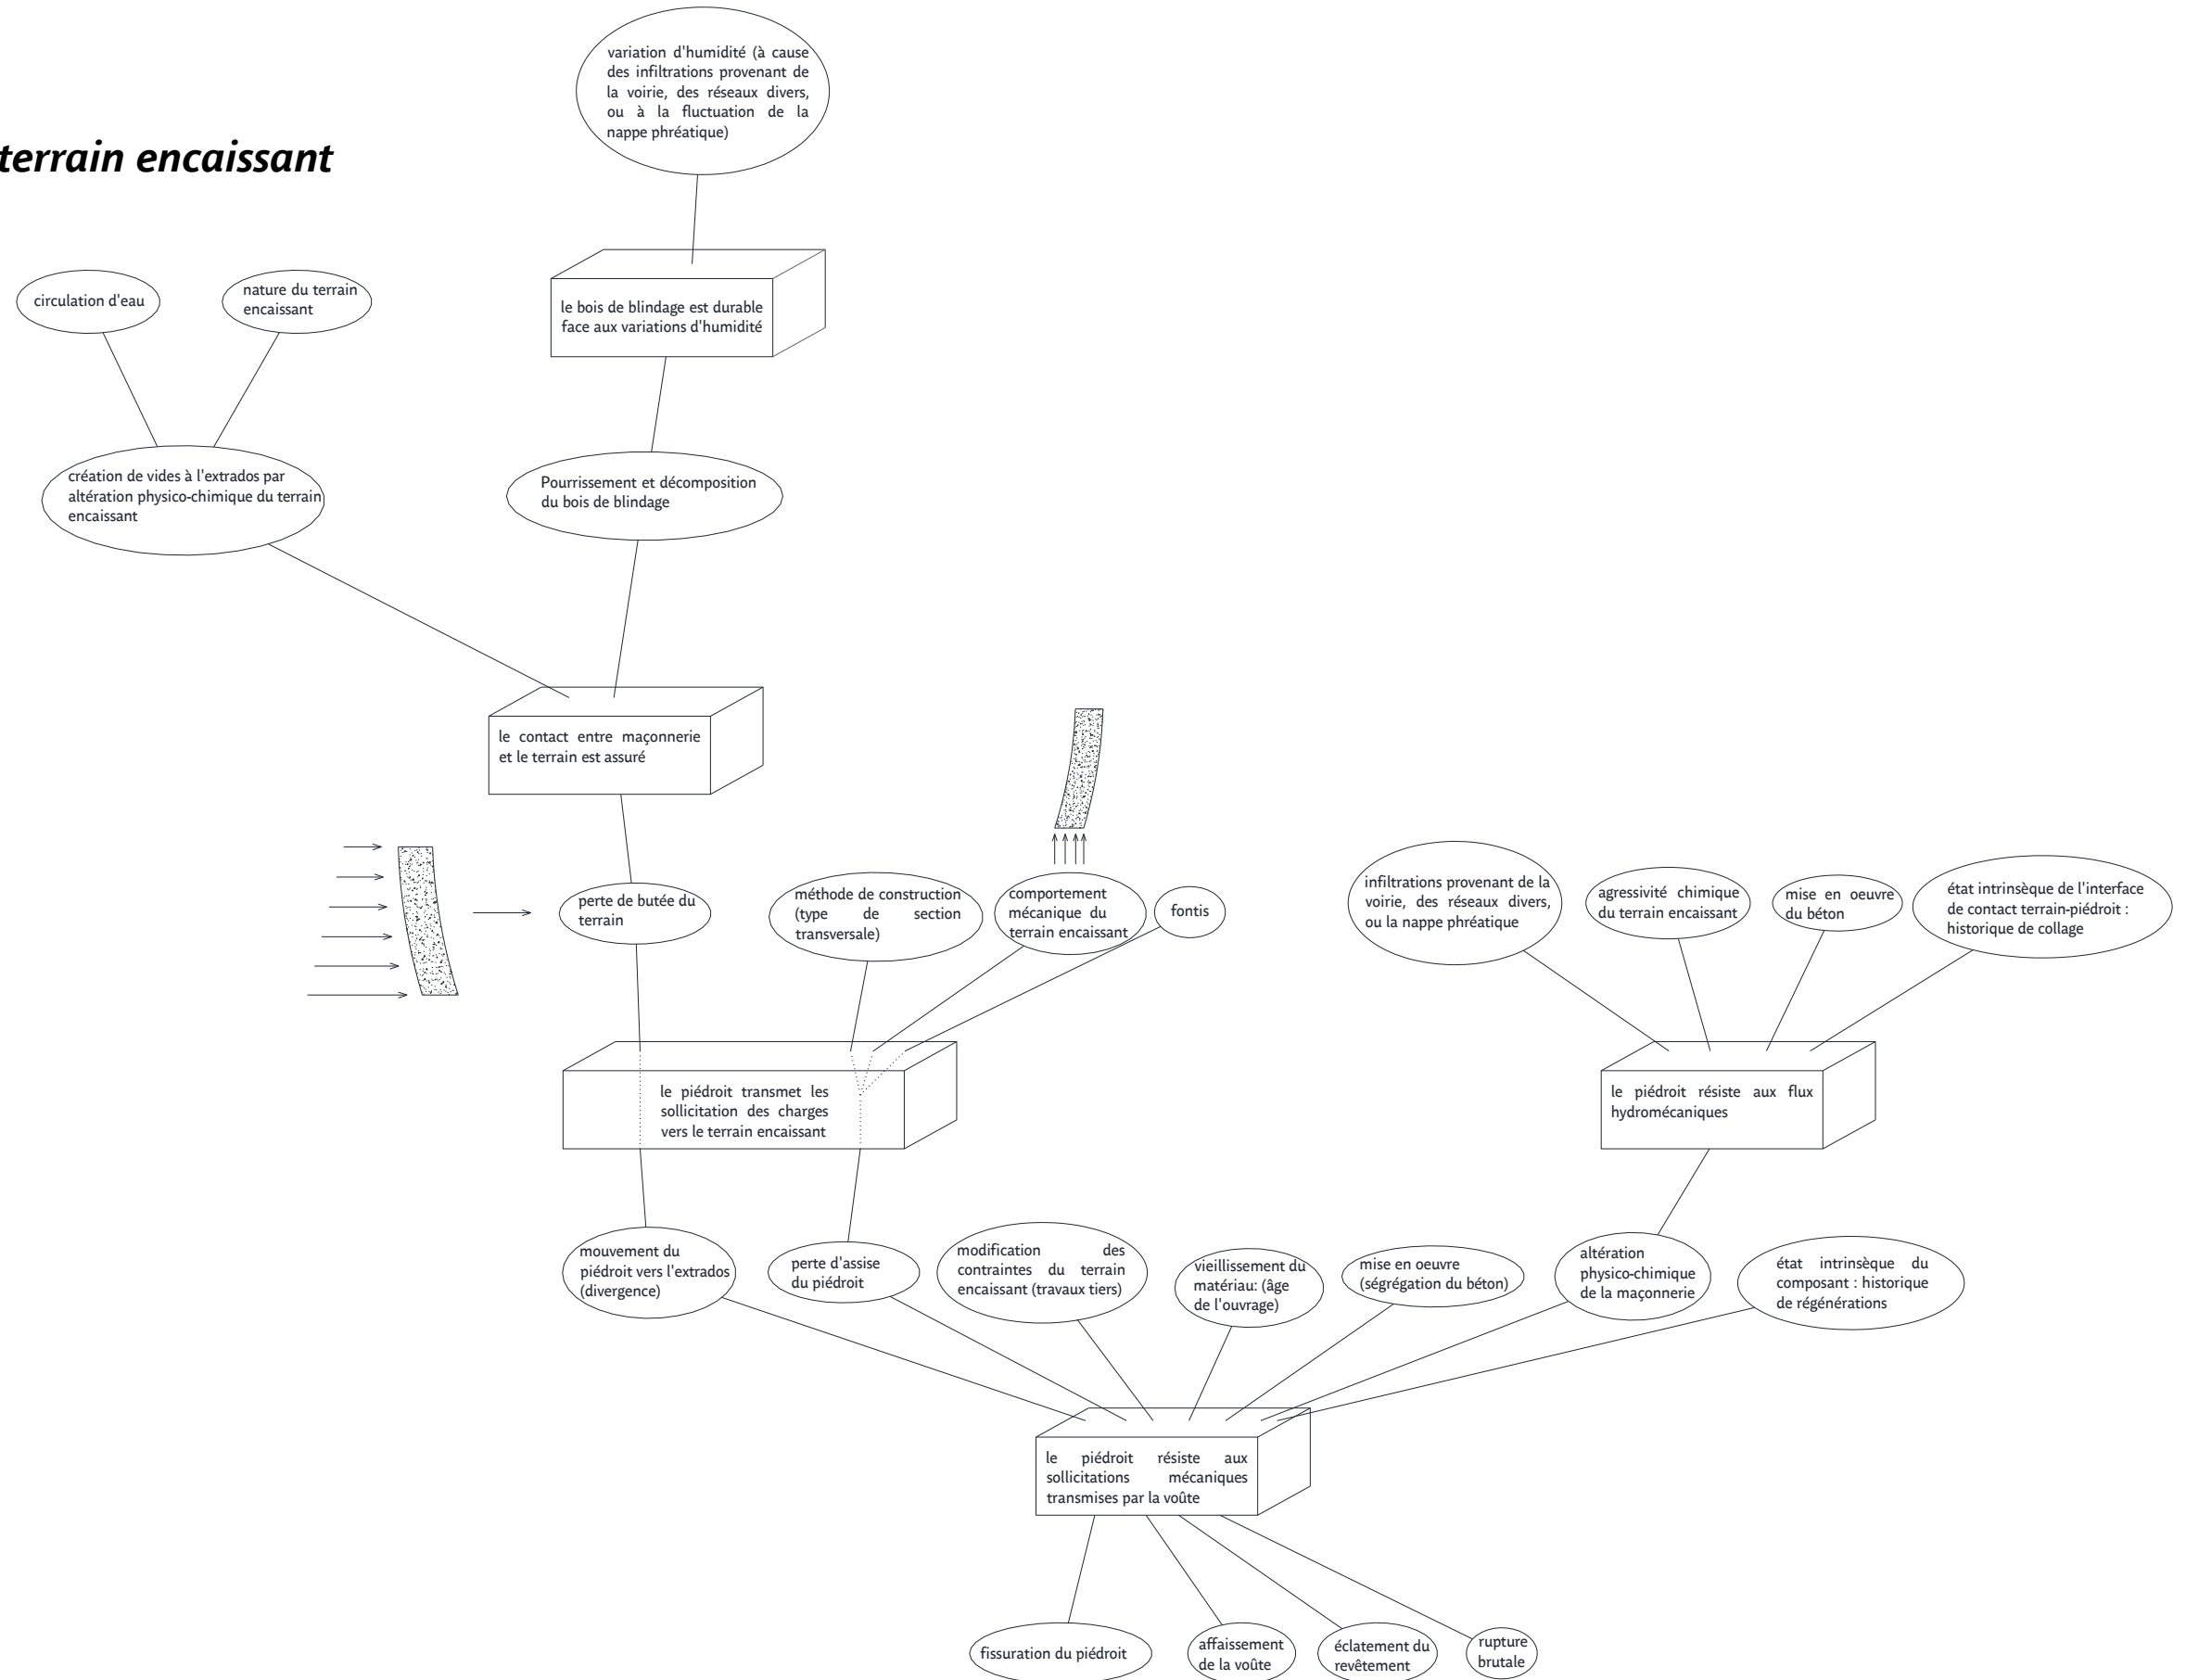 variation d'humidité (à cause
des infiltrations provenant de
la voirie, des réseaux divers,
ou à la fluctuation de la
nappe phréatique)
terrain encaissant
circulation d'eau
nature du terrain
encaissant
le bois de blindage est durable
face aux variations d'humidité
création de vides à l'extrados par
altération physico-chimique du terrain
encaissant
Pourrissement et décomposition
du bois de blindage
le contact entre maçonnerie
et le terrain est assuré
perte de butée du
terrain
méthode de construction
(type de section
transversale)
comportement
mécanique du
terrain encaissant
fontis
infiltrations provenant de la
voirie, des réseaux divers,
ou la nappe phréatique
agressivité chimique
du terrain encaissant
mise en oeuvre
du béton
état intrinsèque de l'interface
de contact terrain-piédroit :
historique de collage
le piédroit transmet les
sollicitation des charges
vers le terrain encaissant
le piédroit résiste aux flux
hydromécaniques
mouvement du
piédroit vers l'extrados
(divergence)
perte d'assise
du piédroit
modification des
contraintes du terrain
encaissant (travaux tiers)
vieillissement du
matériau: (âge
de l'ouvrage)
mise en oeuvre
(ségrégation du béton)
altération
physico-chimique
de la maçonnerie
état intrinsèque du
composant : historique
de régénérations
le piédroit résiste aux
sollicitations mécaniques
transmises par la voûte
fissuration du piédroit
affaissement
de la voûte
éclatement du
revêtement
rupture
brutale